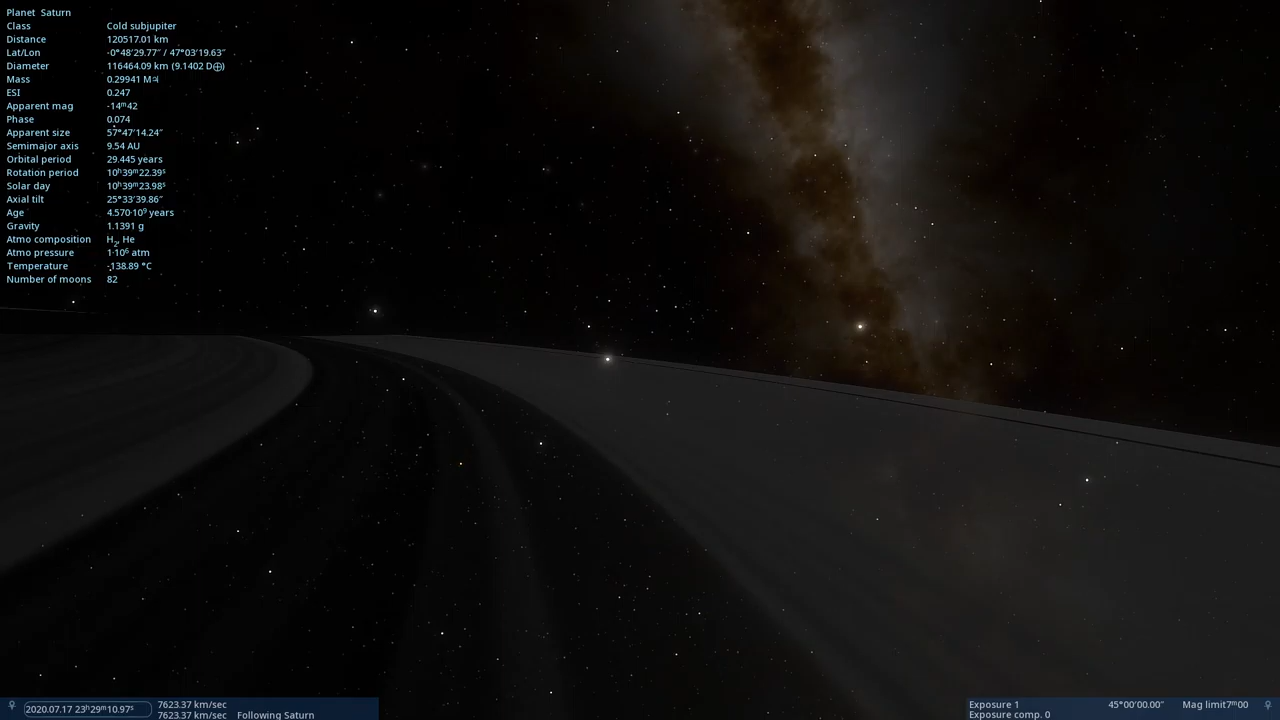 Planet Saturn
Class Cold subjupiter
Distance 120517.01 km
Lat/Lon -0°48′29.77″ / 47°03′19.63″
Diameter 116464.09 km (9.1402 D⊕)
Mass 0.29941 M♃
ESI 0.247
Apparent mag -14ᵐ42
Phase 0.074
Apparent size 57°47′14.24″
Semimajor axis 9.54 AU
Orbital period 29.445 years
Rotation period 10ʰ39ᵐ22.39ˢ
Solar day 10ʰ39ᵐ23.98ˢ
Axial tilt 25°33′39.86″
Age 4.570·10⁹ years
Gravity 1.1391 g
Atmo composition H₂, He
Atmo pressure 1·10⁶ atm
Temperature -138.89 °C
Number of moons 82
2020.07.17 23ʰ29ᵐ10.97ˢ
7623.37 km/sec
7623.37 km/sec Following Saturn
Exposure 1 45°00′00.00″ Mag limit 7ᵐ00
Exposure comp. 0